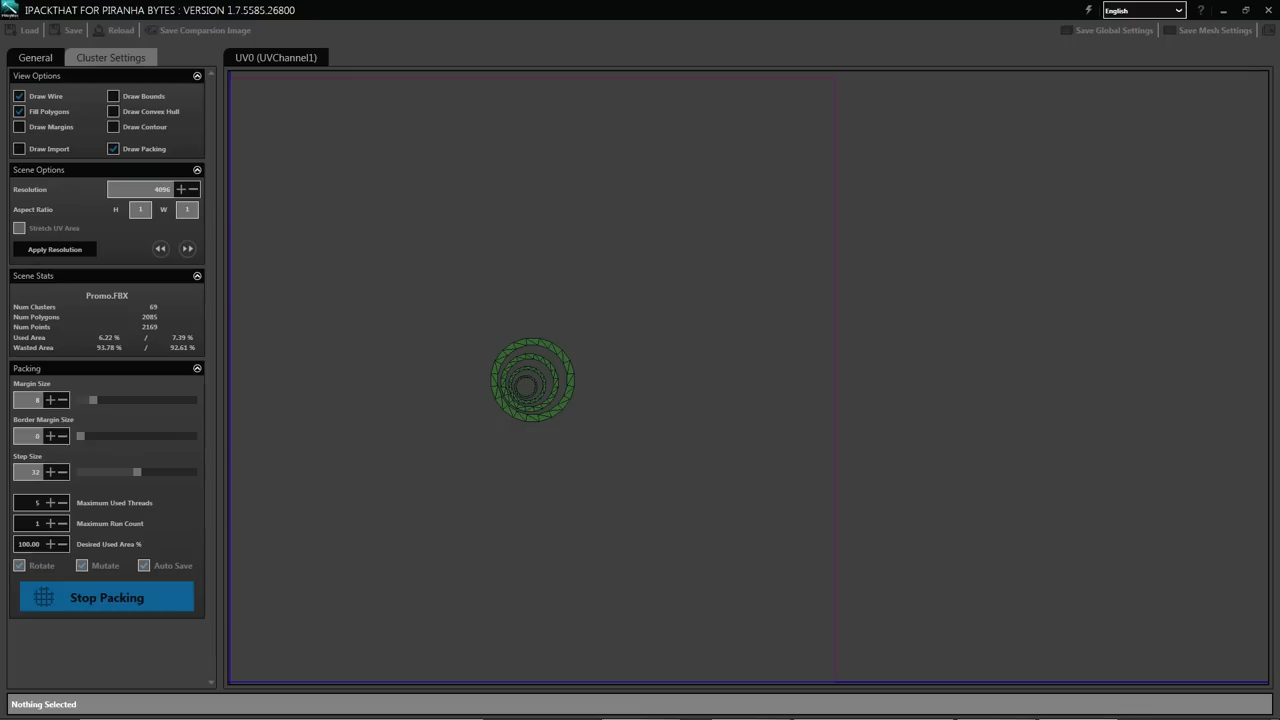 IPACKTHAT FOR PIRANHA BYTES : VERSION 1.7.5585.26800
English
?
Load
Save
Reload
Save Comparsion Image
Save Global Settings
Save Mesh Settings
General
Cluster Settings
UV0 (UVChannel1)
View Options
Draw Wire
Draw Bounds
Fill Polygons
Draw Convex Hull
Draw Margins
Draw Contour
Draw Import
Draw Packing
Scene Options
Resolution 4096
Aspect Ratio H 1 W 1
Stretch UV Area
Apply Resolution
Scene Stats
Promo.FBX
Num Clusters 69
Num Polygons 2085
Num Points 2169
Used Area 6.22 % / 7.39 %
Wasted Area 93.78 % / 92.61 %
Packing
Margin Size
8
Border Margin Size
0
Step Size
32
5 Maximum Used Threads
1 Maximum Run Count
100.00 Desired Used Area %
Rotate Mutate Auto Save
Stop Packing
Nothing Selected